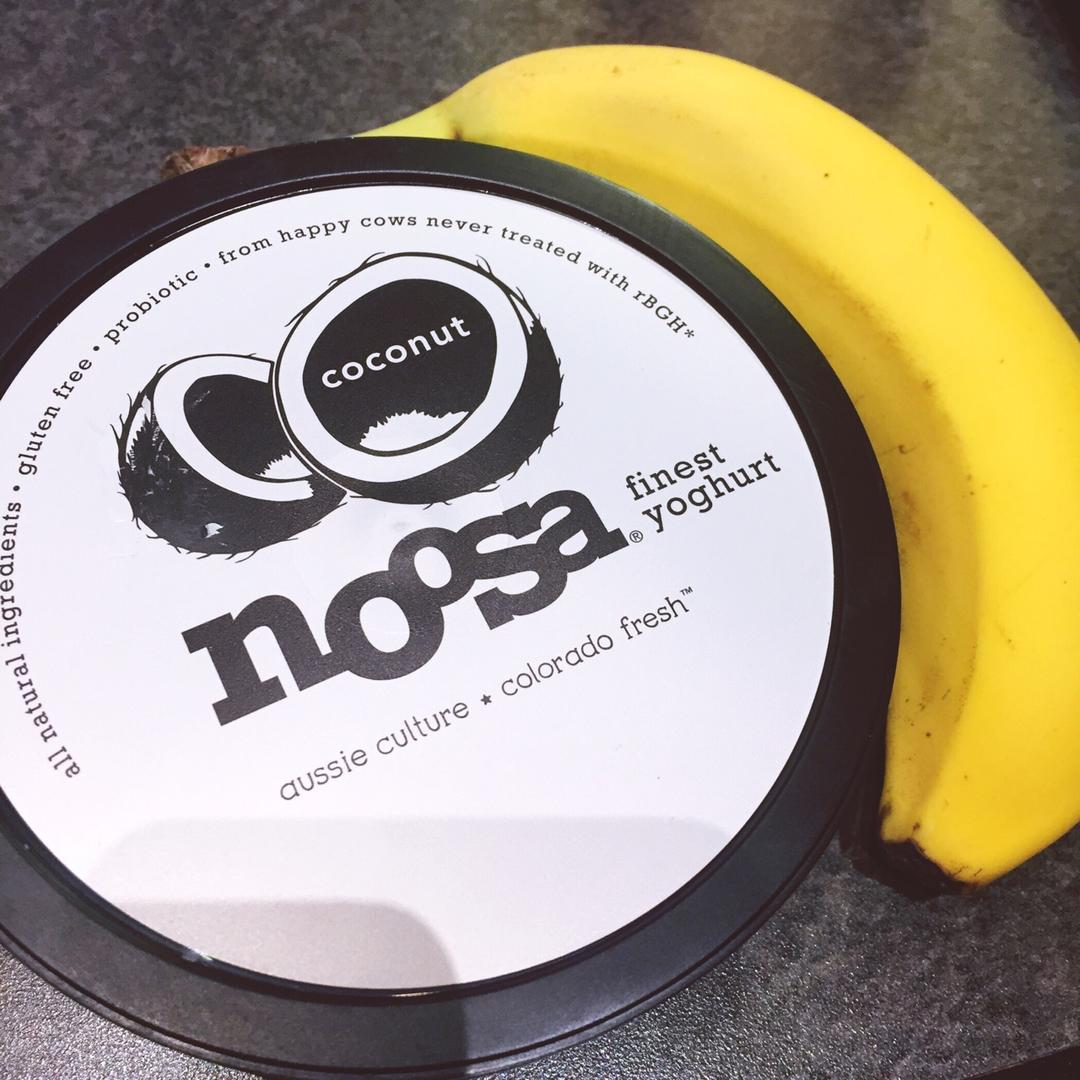 all natural ingredients • gluten free • probiotic • from happy cows never treated with rBGH*
coconut
noosa®
finest
yoghurt
aussie culture ★ colorado fresh™